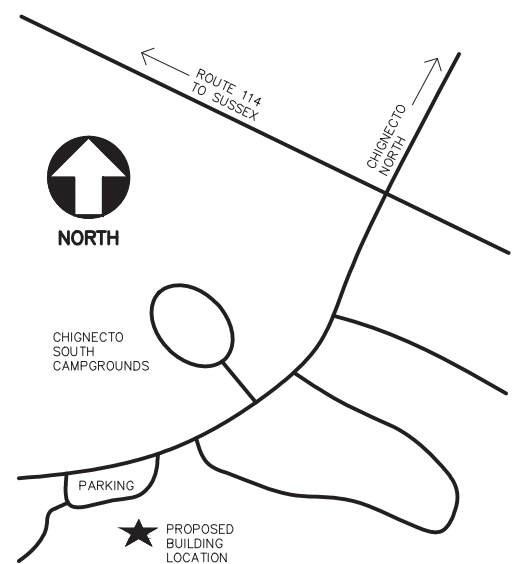 ROUTE 114
TO SUSSEX
CHIGNECTO
NORTH
NORTH
CHIGNECTO
SOUTH
CAMPGROUNDS
PARKING
PROPOSED
BUILDING
LOCATION